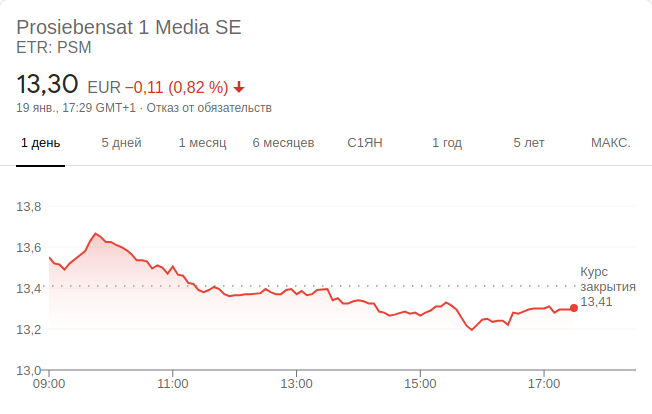 Prosiebensat 1 Media SE
ETR: PSM
13,30 EUR −0,11 (0,82 %)
19 янв., 17:29 GMT+1 · Отказ от обязательств
1 день 5 дней 1 месяц 6 месяцев С1ЯН 1 год 5 лет МАКС.
13,8
13,6
Курс
закрытия
13,41
13,4
13,2
13,0
09:00 11:00 13:00 15:00 17:00